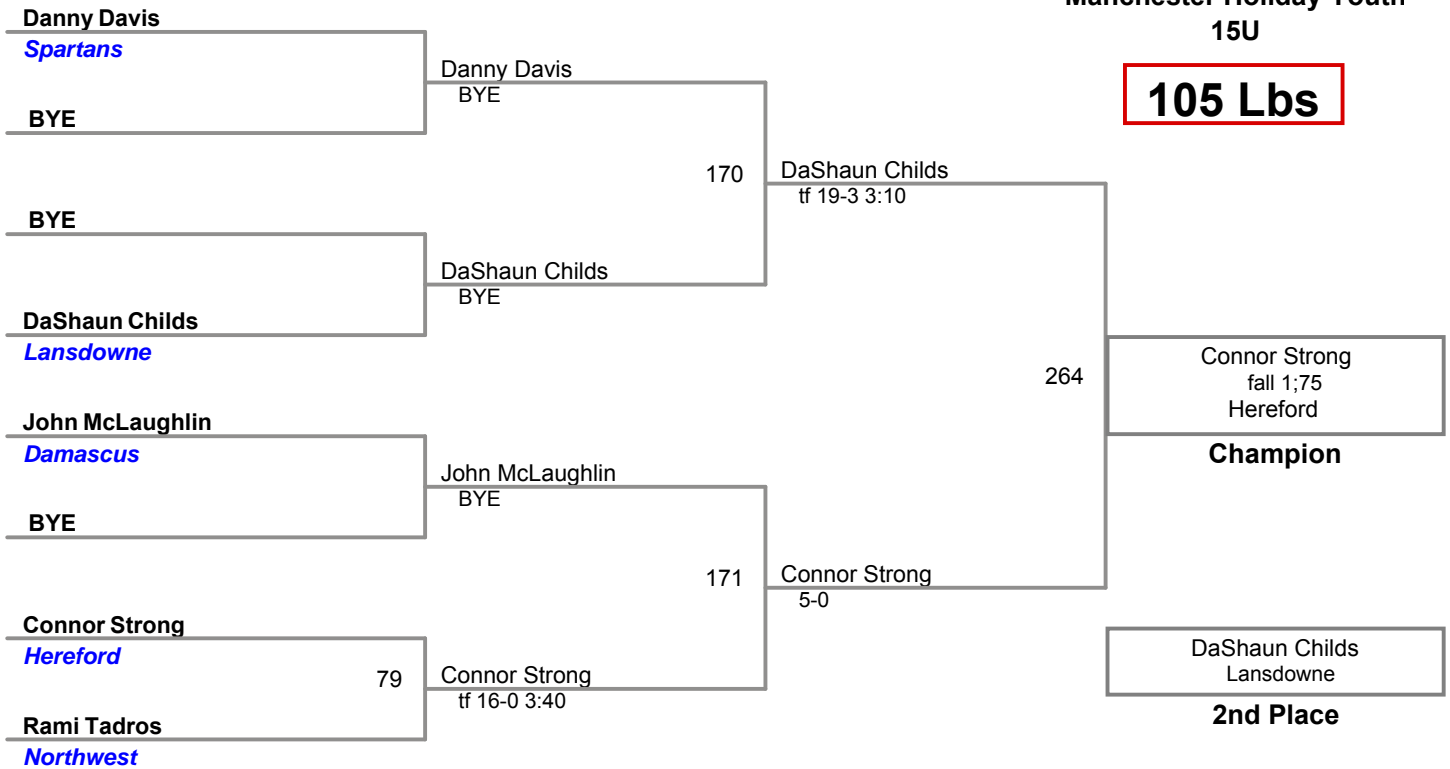 Manchester Holiday Youth
15U
105 Lbs
Danny Davis
Spartans
BYE
Danny Davis
BYE
BYE
DaShaun Childs
Lansdowne
DaShaun Childs
BYE
170
DaShaun Childs
tf 19-3 3:10
John McLaughlin
Damascus
BYE
John McLaughlin
BYE
Connor Strong
Hereford
Rami Tadros
Northwest
79
Connor Strong
tf 16-0 3:40
171
Connor Strong
5-0
264
Connor Strong
fall 1;75
Hereford
Champion
DaShaun Childs
Lansdowne
2nd Place